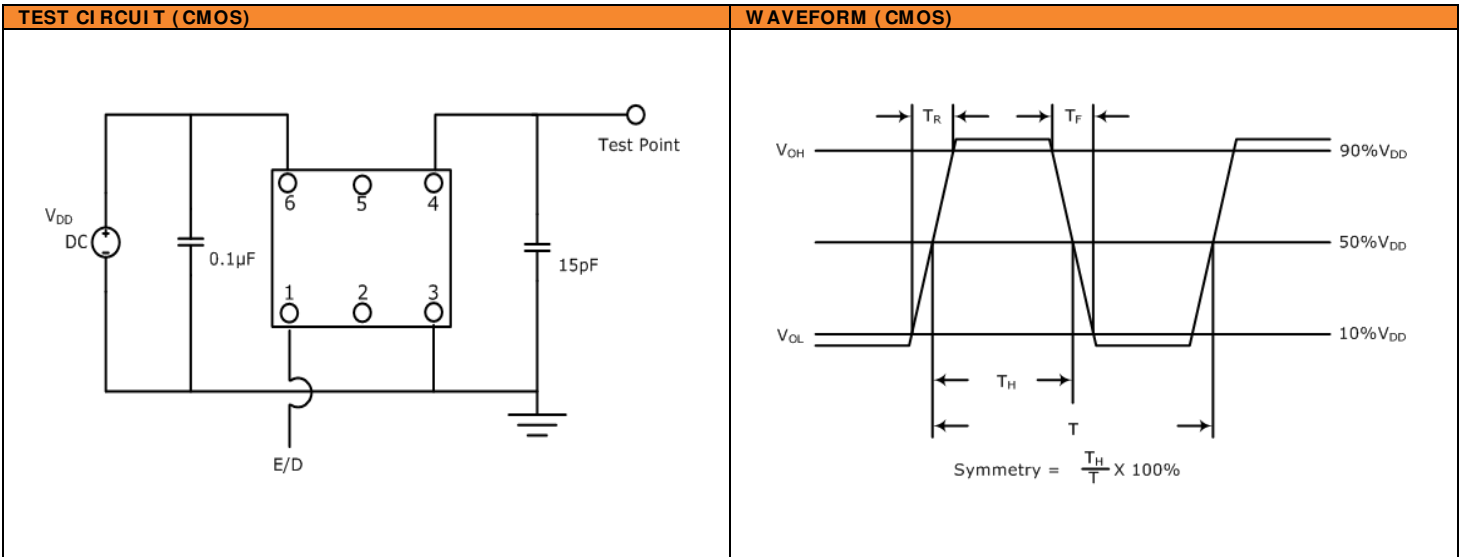 TEST CIRCUIT (CMOS)
WAVEFORM (CMOS)
Test Point
6 5 4
VDD
DC
+
-
0.1µF
15pF
1 2 3
E/D
TR TF
VOH 90%VDD
50%VDD
VOL 10%VDD
TH
T
Symmetry = TH/T X 100%